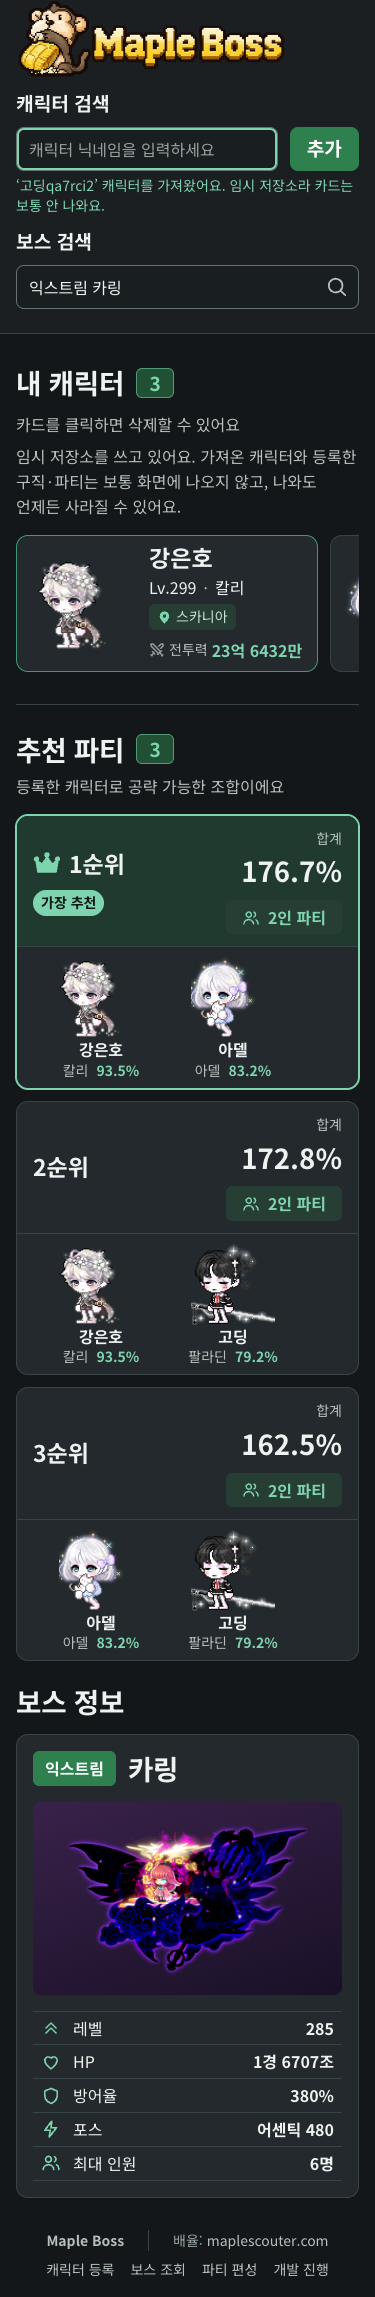 Maple Boss
캐릭터 검색
캐릭터 닉네임을 입력하세요
추가
‘고딩qa7rci2’ 캐릭터를 가져왔어요. 임시 저장소라 카드는
보통 안 나와요.
보스 검색
익스트림 카링
내 캐릭터 3
카드를 클릭하면 삭제할 수 있어요
임시 저장소를 쓰고 있어요. 가져온 캐릭터와 등록한
구직·파티는 보통 화면에 나오지 않고, 나와도
언제든 사라질 수 있어요.
강은호
Lv.299 · 칼리
스카니아
전투력 23억 6432만
추천 파티 3
등록한 캐릭터로 공략 가능한 조합이에요
1순위
가장 추천
합계
176.7%
2인 파티
강은호
칼리 93.5%
아델
아델 83.2%
2순위
합계
172.8%
2인 파티
강은호
칼리 93.5%
고딩
팔라딘 79.2%
3순위
합계
162.5%
2인 파티
아델
아델 83.2%
고딩
팔라딘 79.2%
보스 정보
익스트림 카링
레벨 285
HP 1경 6707조
방어율 380%
포스 어센틱 480
최대 인원 6명
Maple Boss 배율: maplescouter.com
캐릭터 등록 보스 조회 파티 편성 개발 진행